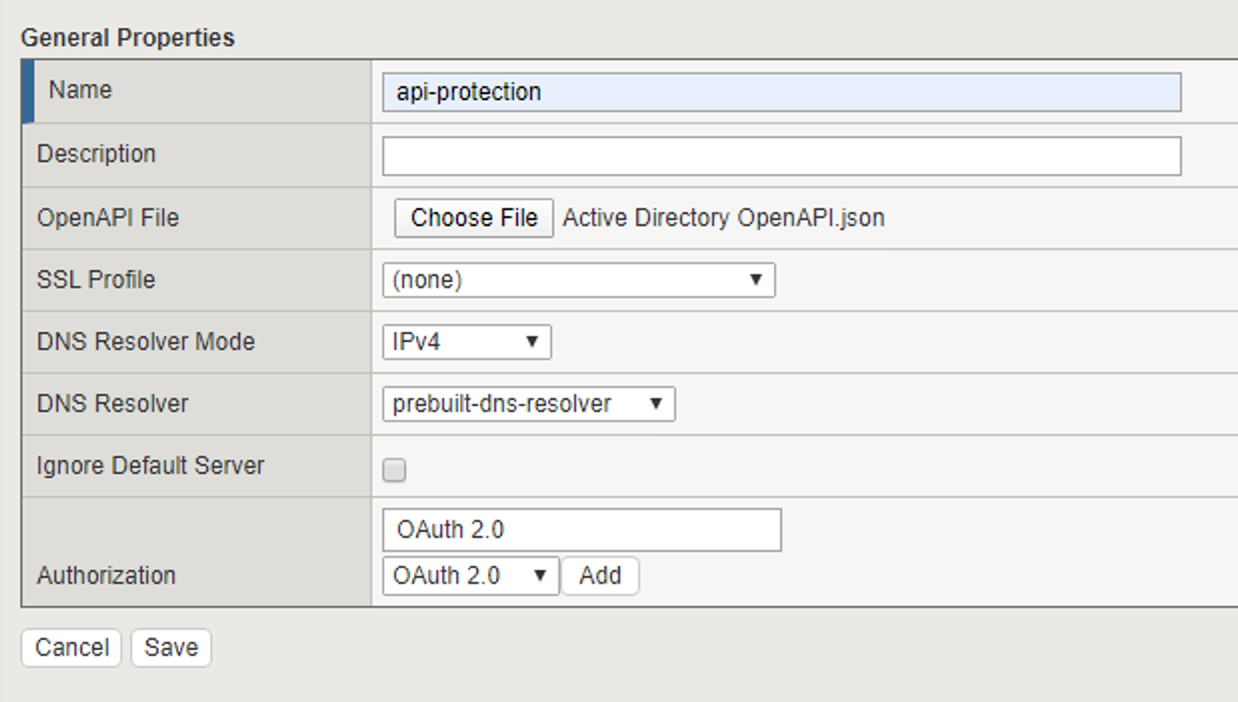 General Properties
Name
api-protection
Description
OpenAPI File
Choose File Active Directory OpenAPI.json
SSL Profile
(none)
DNS Resolver Mode
IPv4
DNS Resolver
prebuilt-dns-resolver
Ignore Default Server
OAuth 2.0
Authorization
OAuth 2.0 Add
Cancel Save